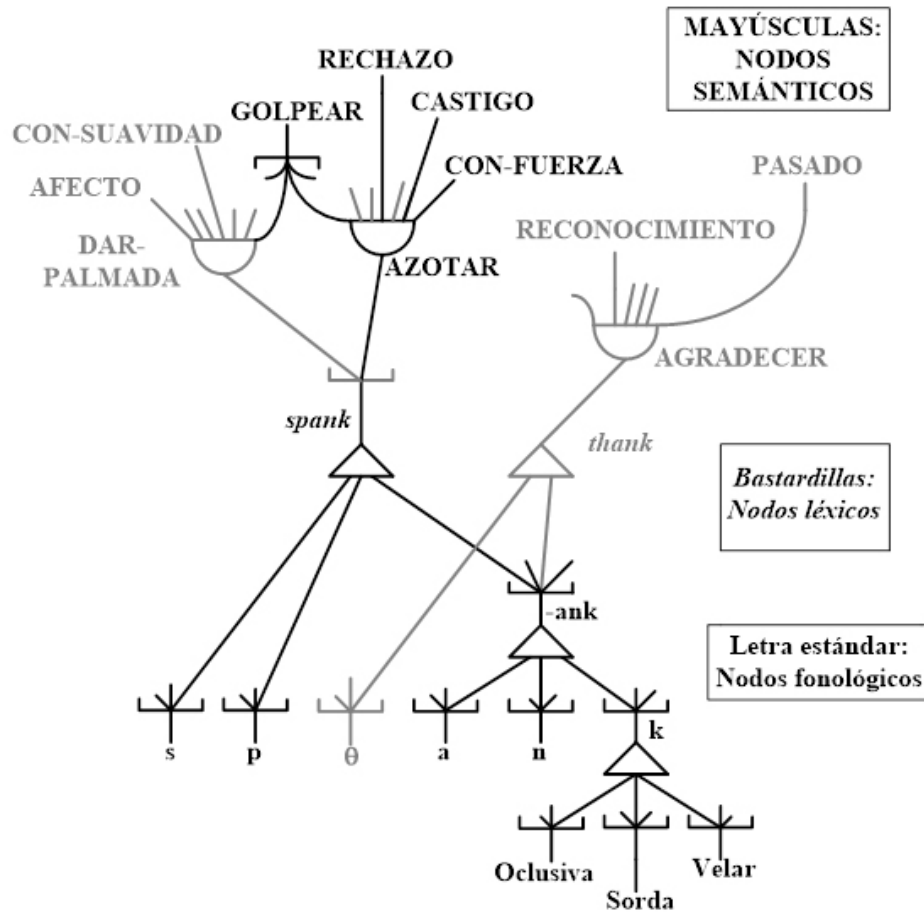 MAYÚSCULAS:
NODOS
SEMÁNTICOS
RECHAZO
GOLPEAR
CASTIGO
CON-SUAVIDAD
CON-FUERZA
PASADO
AFECTO
RECONOCIMIENTO
DAR-
PALMADA
AZOTAR
AGRADECER
spank
thank
Bastardillas:
Nodos léxicos
-ank
Letra estándar:
Nodos fonológicos
s p θ a n k
Oclusiva
Velar
Sorda